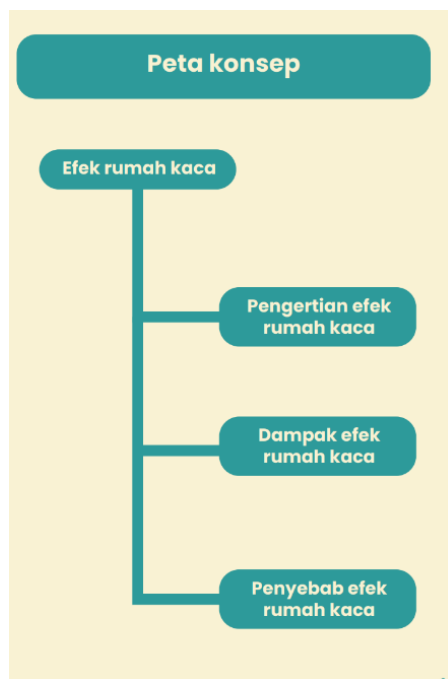 Peta konsep
Efek rumah kaca
Pengertian efek
rumah kaca
Dampak efek
rumah kaca
Penyebab efek
rumah kaca